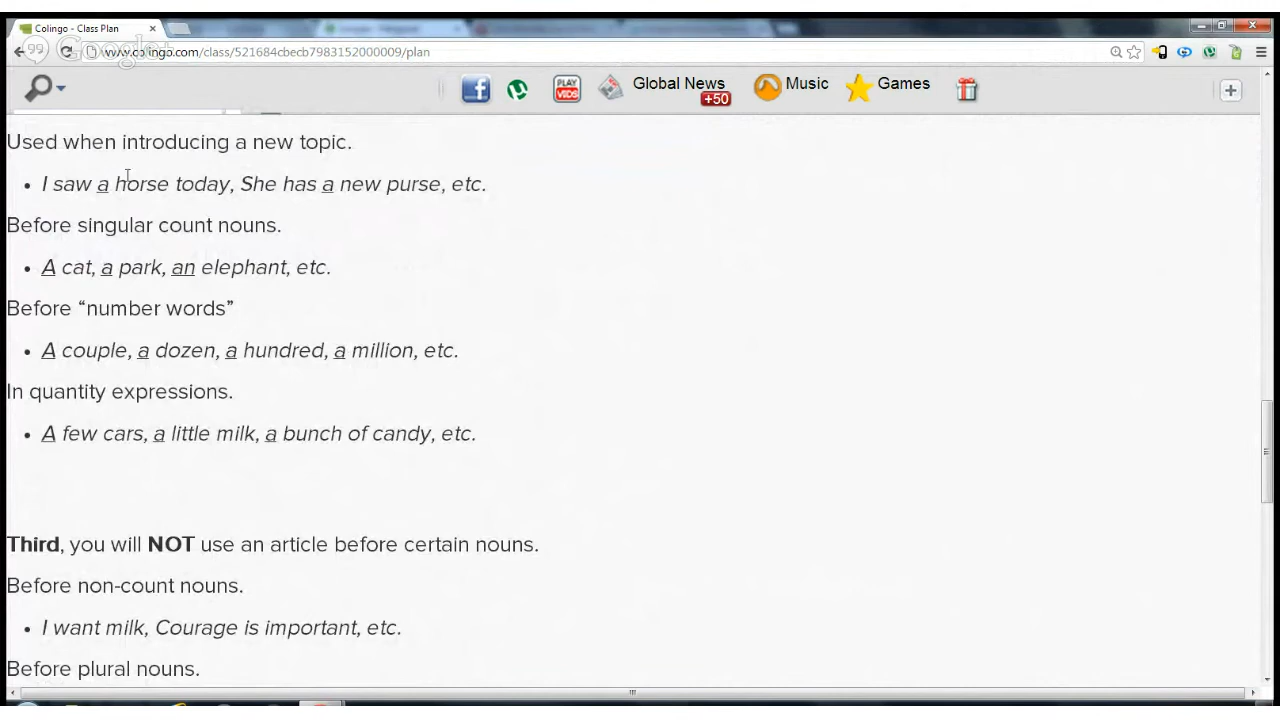 Colingo - Class Plan
Google+
www.colingo.com/class/521684cbecb7983152000009/plan
PLAY VIDS
Global News
+50
Music
Games
Used when introducing a new topic.
• I saw a horse today, She has a new purse, etc.
Before singular count nouns.
• A cat, a park, an elephant, etc.
Before “number words”
• A couple, a dozen, a hundred, a million, etc.
In quantity expressions.
• A few cars, a little milk, a bunch of candy, etc.
Third, you will NOT use an article before certain nouns.
Before non-count nouns.
• I want milk, Courage is important, etc.
Before plural nouns.